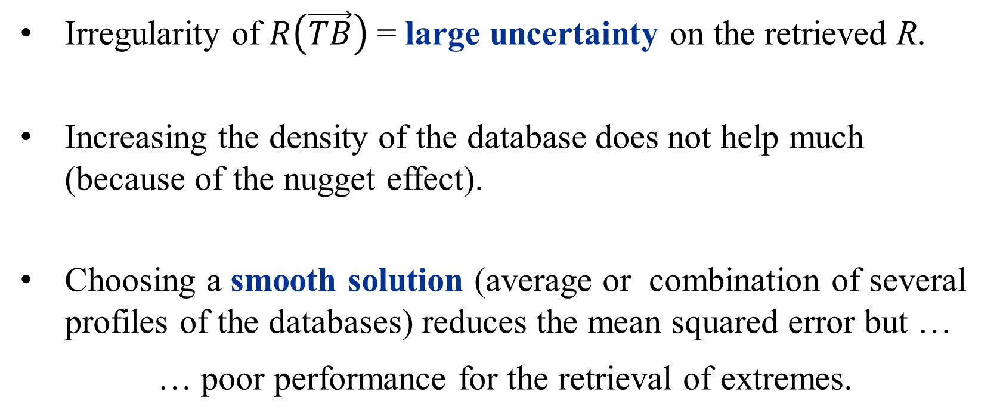 • Irregularity of R(\overrightarrow{TB}) = large uncertainty on the retrieved R.
• Increasing the density of the database does not help much
(because of the nugget effect).
• Choosing a smooth solution (average or combination of several
profiles of the databases) reduces the mean squared error but …
… poor performance for the retrieval of extremes.